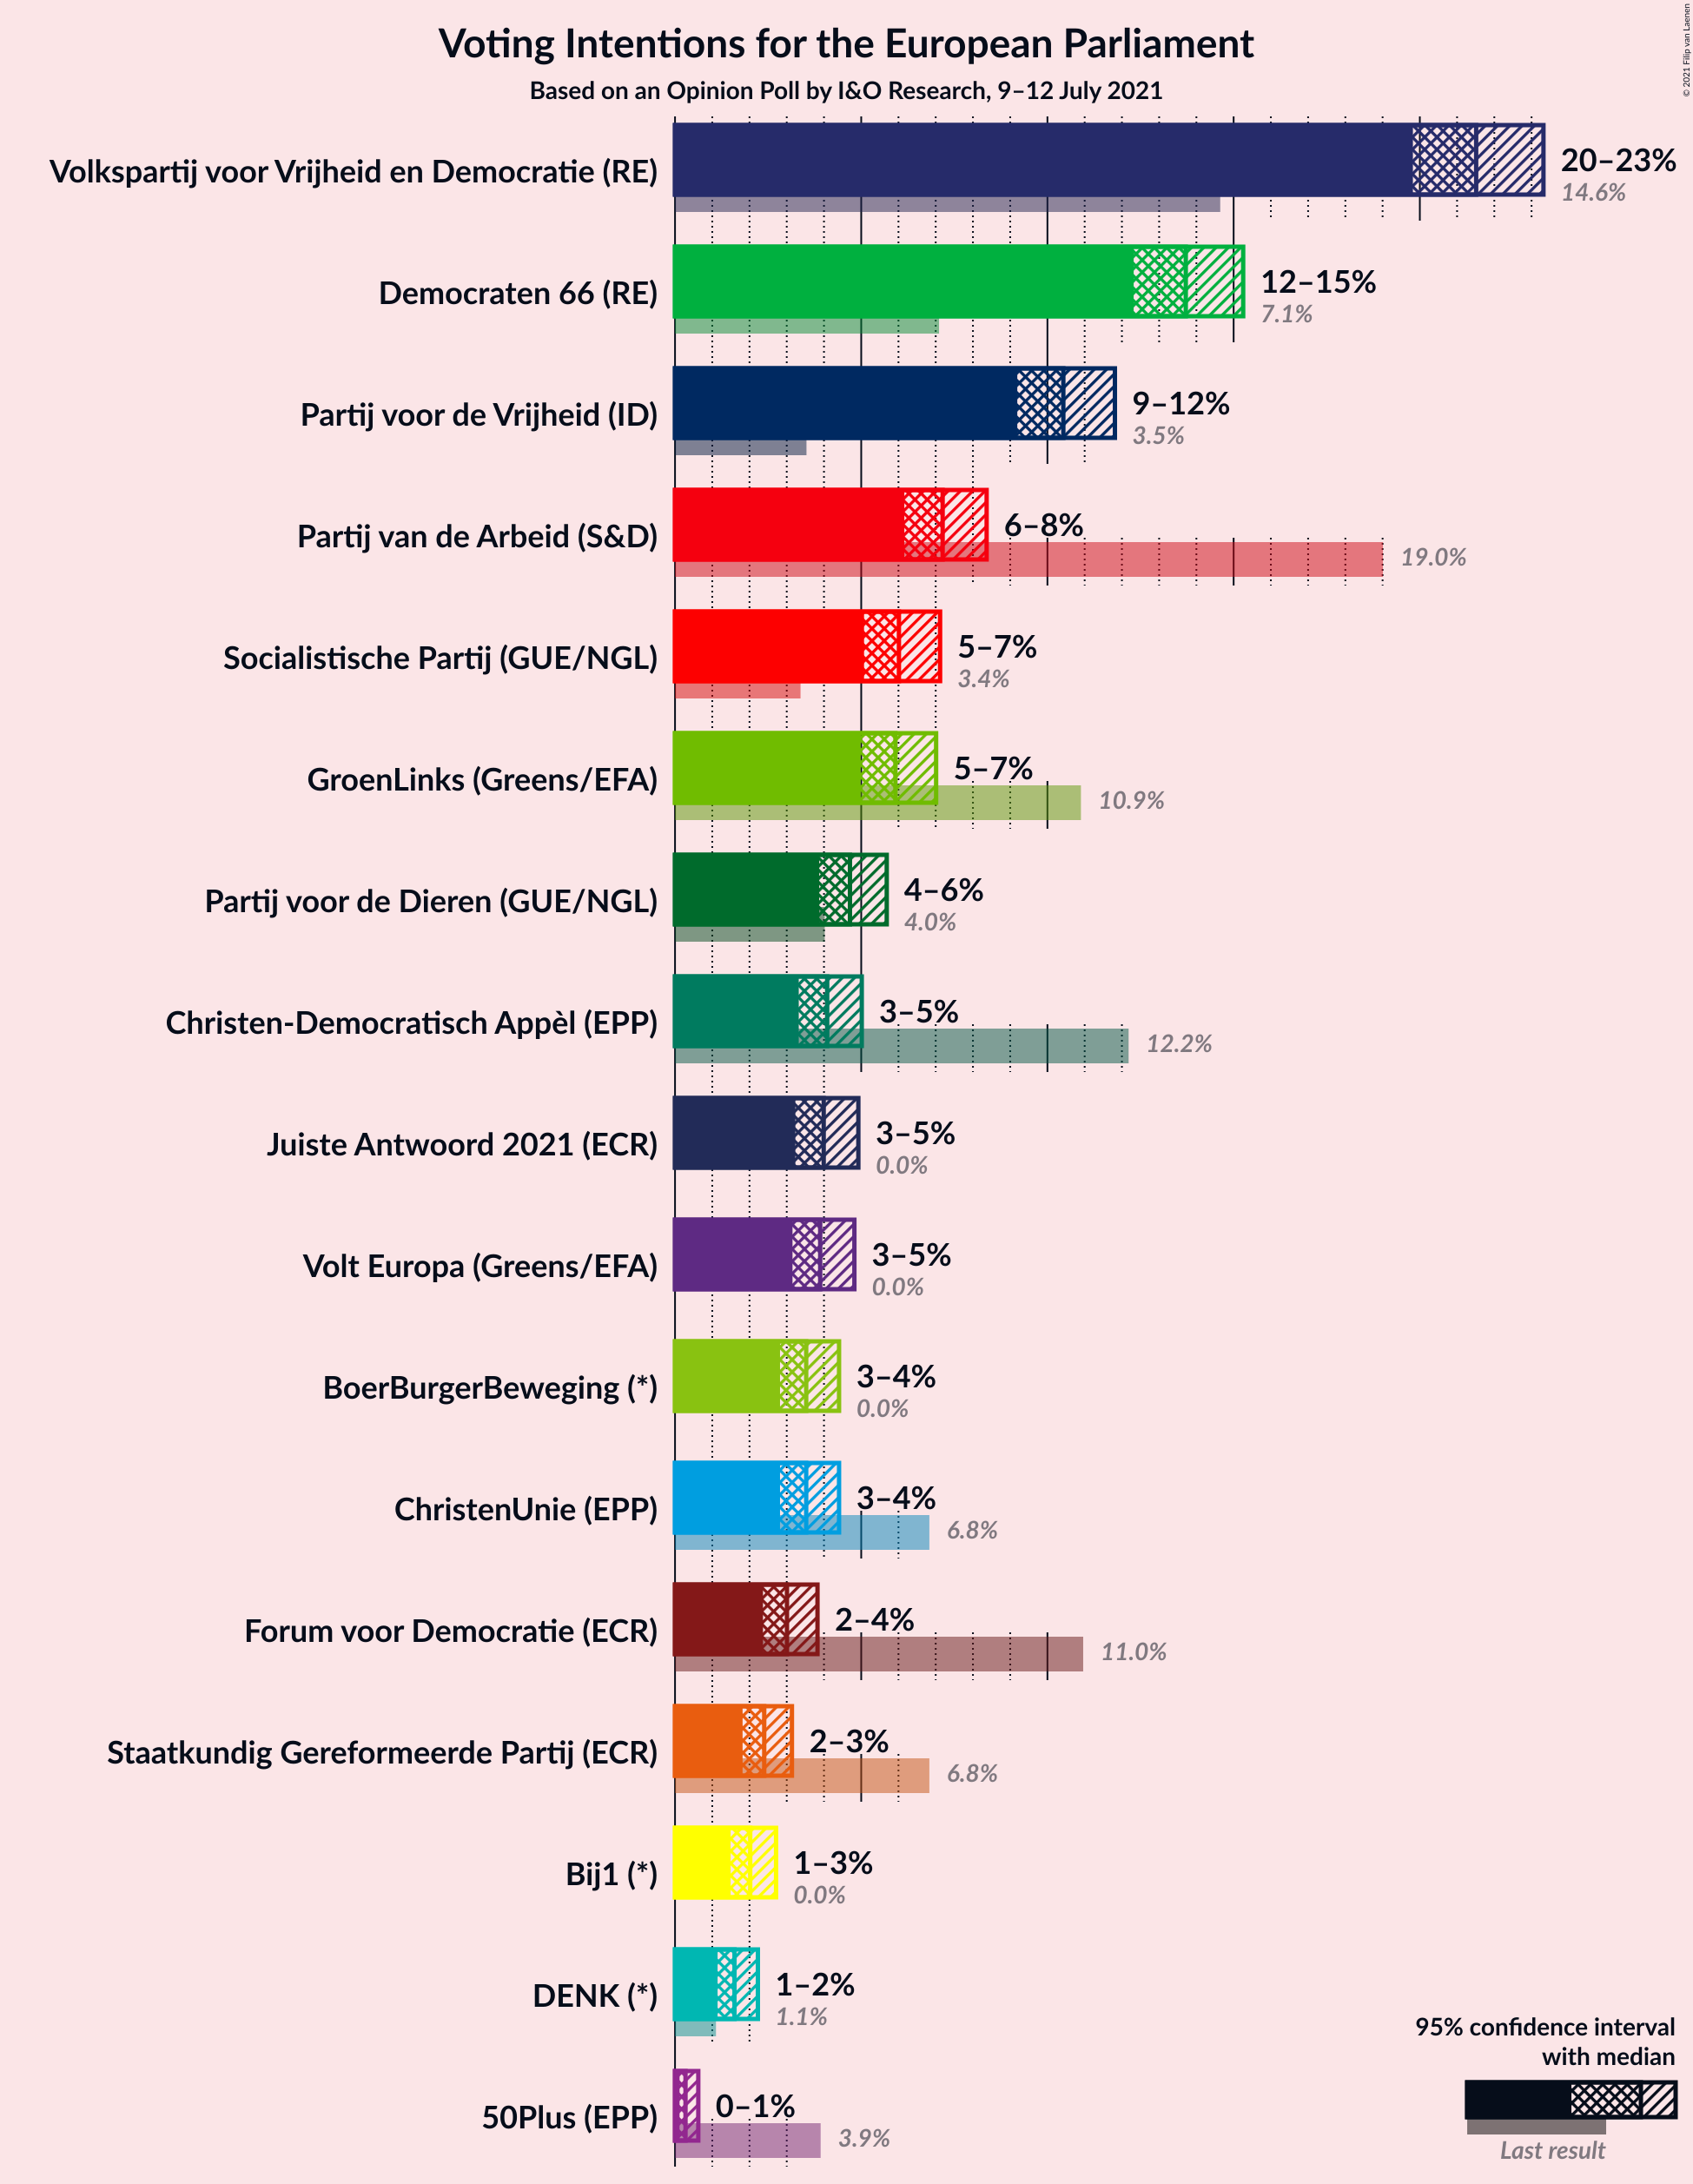 Voting Intentions for the European Parliament
Based on an Opinion Poll by I&O Research, 9–12 July 2021
© 2021 Filip van Laenen
Volkspartij voor Vrijheid en Democratie (RE)
20–23%
14.6%
Democraten 66 (RE)
12–15%
7.1%
Partij voor de Vrijheid (ID)
9–12%
3.5%
Partij van de Arbeid (S&D)
6–8%
19.0%
Socialistische Partij (GUE/NGL)
5–7%
3.4%
GroenLinks (Greens/EFA)
5–7%
10.9%
Partij voor de Dieren (GUE/NGL)
4–6%
4.0%
Christen-Democratisch Appèl (EPP)
3–5%
12.2%
Juiste Antwoord 2021 (ECR)
3–5%
0.0%
Volt Europa (Greens/EFA)
3–5%
0.0%
BoerBurgerBeweging (*)
3–4%
0.0%
ChristenUnie (EPP)
3–4%
6.8%
Forum voor Democratie (ECR)
2–4%
11.0%
Staatkundig Gereformeerde Partij (ECR)
2–3%
6.8%
Bij1 (*)
1–3%
0.0%
DENK (*)
1–2%
1.1%
50Plus (EPP)
0–1%
3.9%
95% confidence interval
with median
Last result